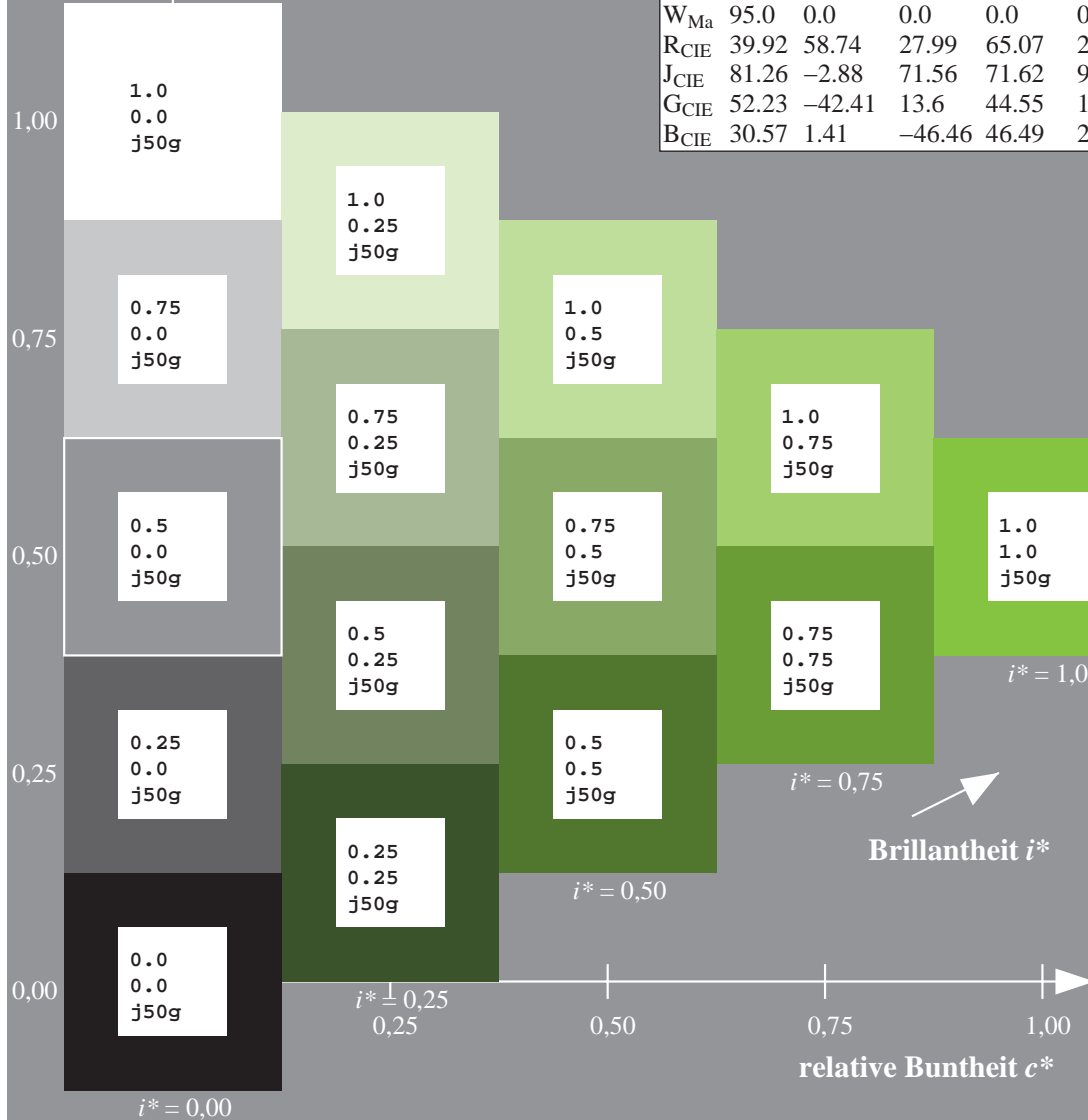 W_Ma 95.0 0.0 0.0 0.0
R_CIE 39.92 58.74 27.99 65.07
J_CIE 81.26 −2.88 71.56 71.62
G_CIE 52.23 −42.41 13.6 44.55
B_CIE 30.57 1.41 −46.46 46.49
1,00
0,75
0,50
0,25
0,00
1.0
0.0
j50g
0.75
0.0
j50g
0.5
0.0
j50g
0.25
0.0
j50g
0.0
0.0
j50g
i* = 0,00
1.0
0.25
j50g
0.75
0.25
j50g
0.5
0.25
j50g
0.25
0.25
j50g
i* = 0,25
1.0
0.5
j50g
0.75
0.5
j50g
0.5
0.5
j50g
i* = 0,50
1.0
0.75
j50g
0.75
0.75
j50g
i* = 0,75
1.0
1.0
j50g
i* = 1,0
Brillantheit i*
0,25 0,50 0,75 1,00
relative Buntheit c*